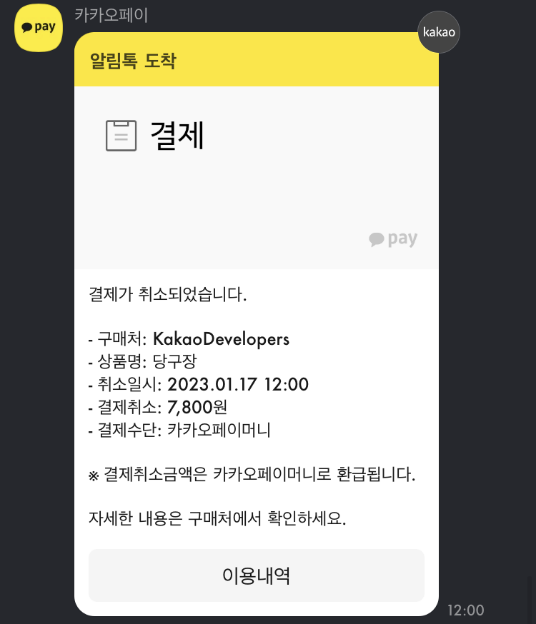 pay
카카오페이
kakao
알림톡 도착
결제
pay
결제가 취소되었습니다.
- 구매처: KakaoDevelopers
- 상품명: 당구장
- 취소일시: 2023.01.17 12:00
- 결제취소: 7,800원
- 결제수단: 카카오페이머니
※ 결제취소금액은 카카오페이머니로 환급됩니다.
자세한 내용은 구매처에서 확인하세요.
이용내역
12:00